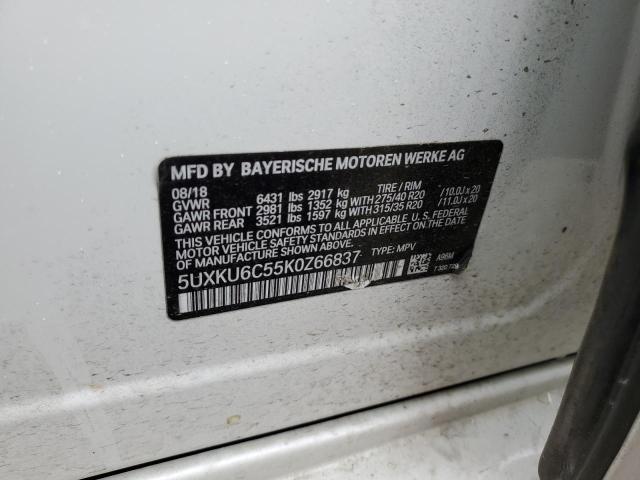 MFD BY BAYERISCHE MOTOREN WERKE AG
08/18 TIRE / RIM
GVWR 6431 lbs 2917 kg
GAWR FRONT 2981 lbs 1352 kg WITH 275/40 R20 /10.0J x 20
GAWR REAR 3521 lbs 1597 kg WITH 315/35 R20 /11.0J x 20
THIS VEHICLE CONFORMS TO ALL APPLICABLE U.S. FEDERAL
MOTOR VEHICLE SAFETY STANDARDS IN EFFECT ON THE DATE
OF MANUFACTURE SHOWN ABOVE.
5UXKU6C55K0Z66837 TYPE: MPV A96M